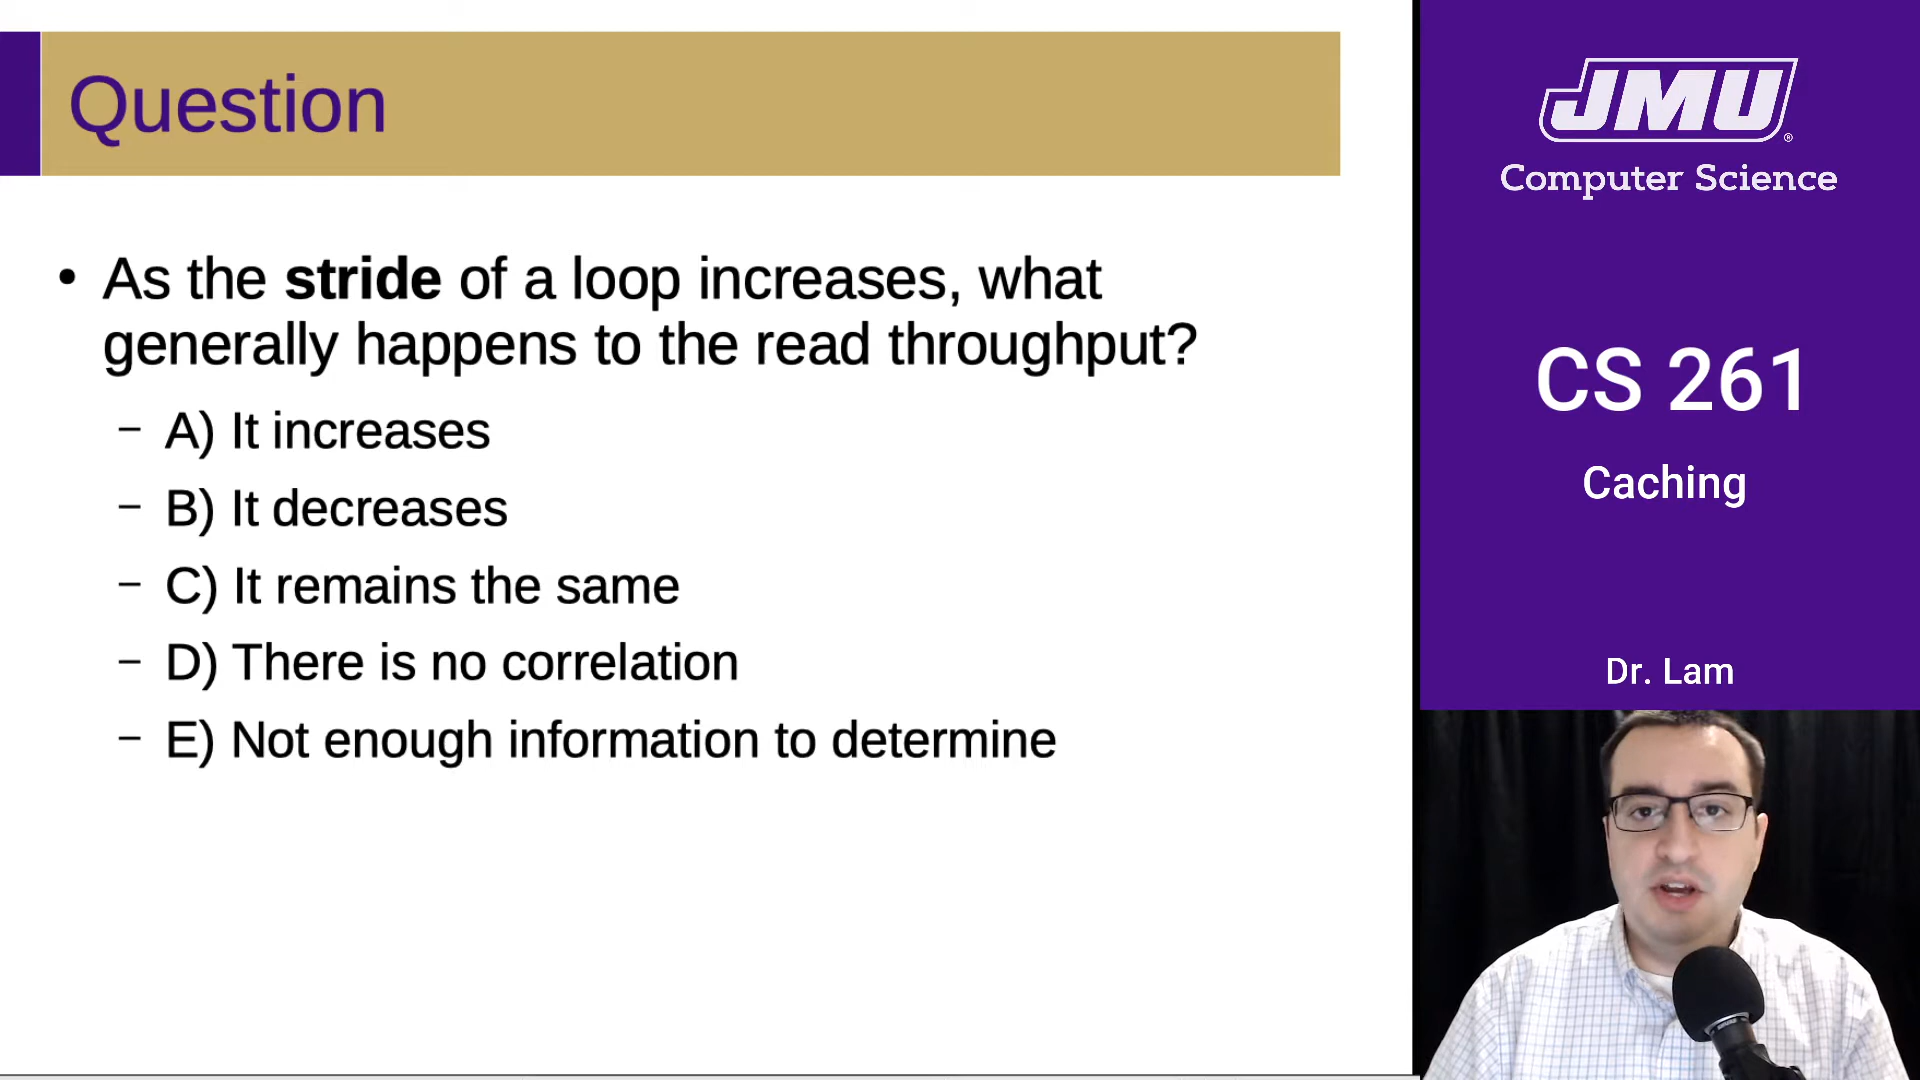 Question
• As the stride of a loop increases, what
generally happens to the read throughput?
– A) It increases
– B) It decreases
– C) It remains the same
– D) There is no correlation
– E) Not enough information to determine
JMU®
Computer Science
CS 261
Caching
Dr. Lam